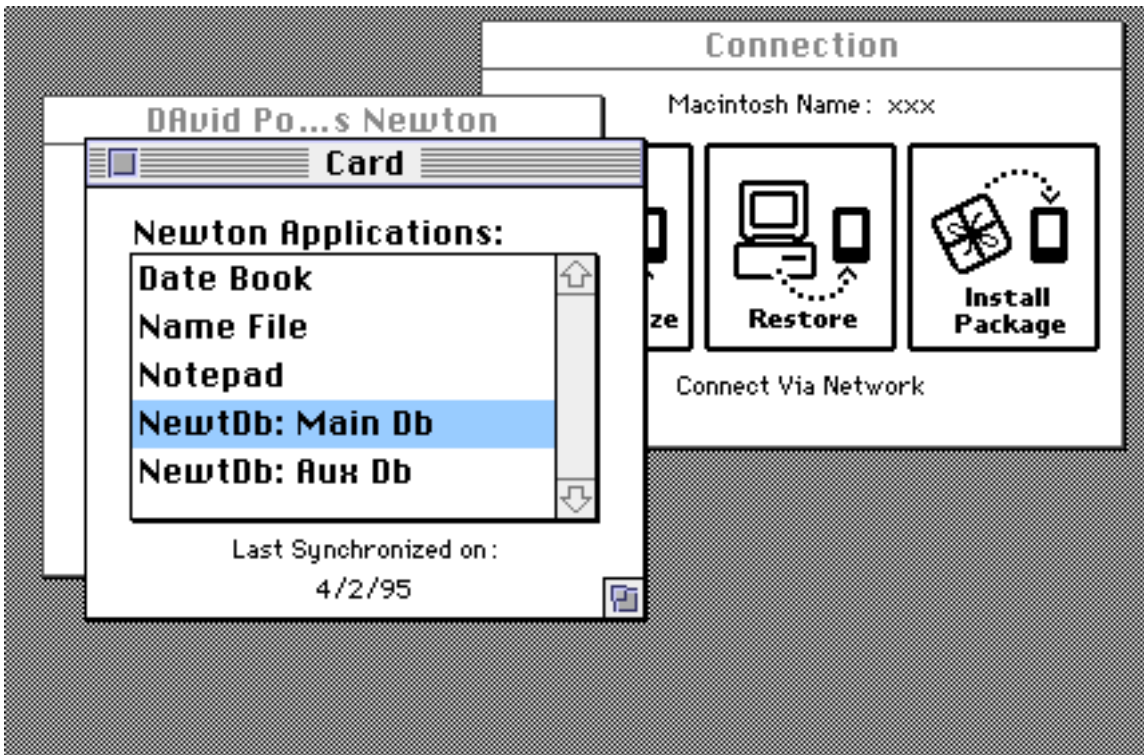 Connection
Macintosh Name: xxx
DAvid Po...s Newton
Card
Newton Applications:
Date Book
Name File
Notepad
NewtDb: Main Db
NewtDb: Aux Db
Last Synchronized on:
4/2/95
ze
Restore
Install
Package
Connect Via Network